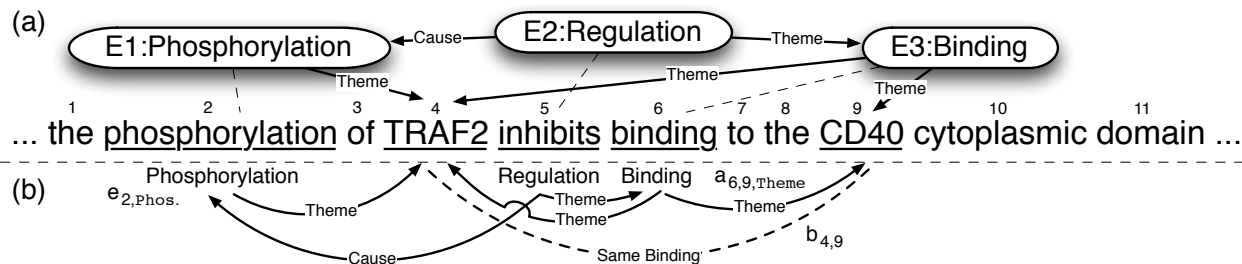 (a)
E1:Phosphorylation Cause E2:Regulation Theme E3:Binding
Theme Theme Theme
1 2 3 4 5 6 7 8 9 10 11
... the phosphorylation of TRAF2 inhibits binding to the CD40 cytoplasmic domain ...
(b)
Phosphorylation Regulation Binding a6,9,Theme
e2,Phos. Theme Theme Theme Theme
Cause Same Binding b4,9